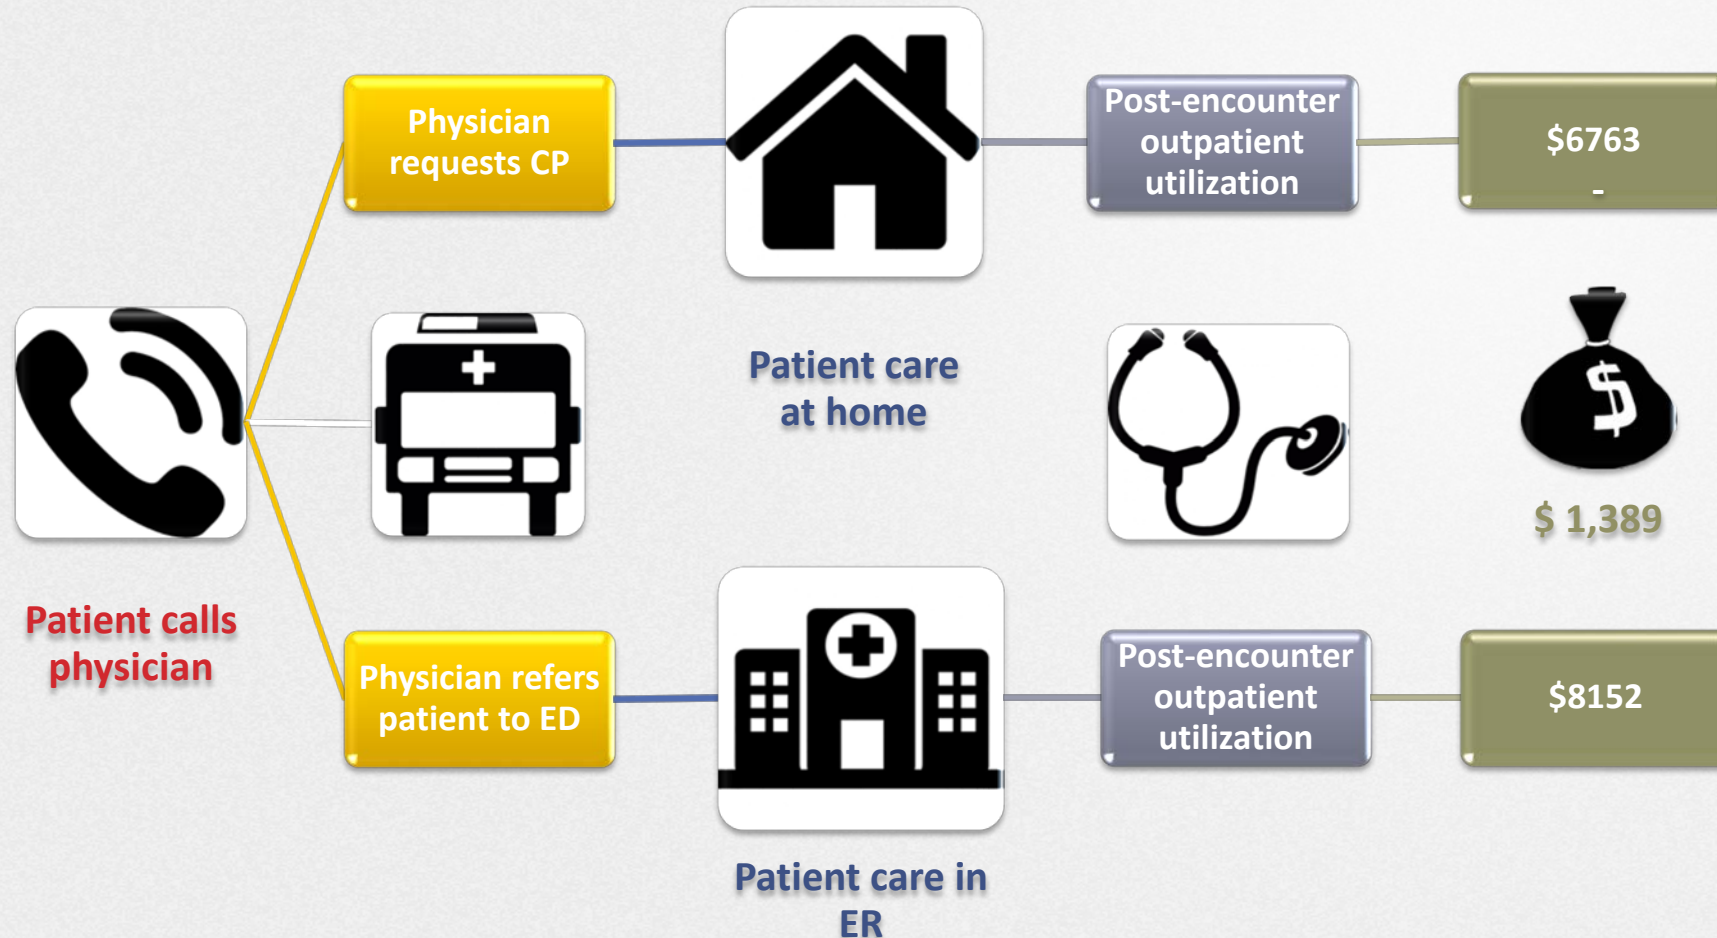 Physician
requests CP
Post-encounter
outpatient
utilization
$6763
-
Patient care
at home
$
$ 1,389
Patient calls
physician
Physician refers
patient to ED
Post-encounter
outpatient
utilization
$8152
Patient care in
ER